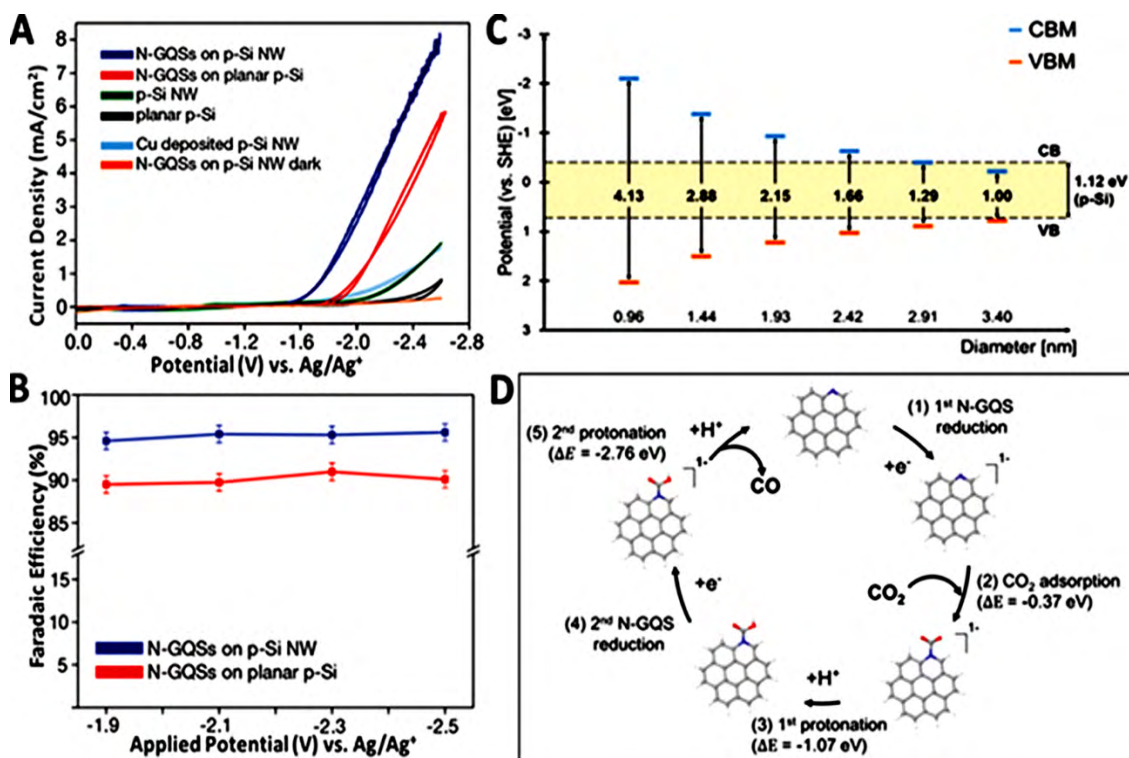 A
8
7
6
5
4
3
2
1
0
Current Density (mA/cm²)
N-GQSs on p-Si NW
N-GQSs on planar p-Si
p-Si NW
planar p-Si
Cu deposited p-Si NW
N-GQSs on p-Si NW dark
0.0 -0.4 -0.8 -1.2 -1.6 -2.0 -2.4 -2.8
Potential (V) vs. Ag/Ag⁺
B
100
95
90
85
15
10
5
Faradaic Efficiency (%)
N-GQSs on p-Si NW
N-GQSs on planar p-Si
-1.9 -2.1 -2.3 -2.5
Applied Potential (V) vs. Ag/Ag⁺
C
-3
-2
-1
0
1
2
3
Potential (vs. SHE) [eV]
CBM
VBM
CB
4.13 2.88 2.15 1.66 1.29 1.00
1.12 eV
(p-Si)
VB
0.96 1.44 1.93 2.42 2.91 3.40
Diameter [nm]
D
(1) 1st N-GQS
reduction
+e-
1-
CO₂
(2) CO₂ adsorption
(ΔE = -0.37 eV)
1-
+H⁺
(3) 1st protonation
(ΔE = -1.07 eV)
(4) 2nd N-GQS
reduction
+e-
1-
(5) 2nd protonation
(ΔE = -2.76 eV)
+H⁺
CO